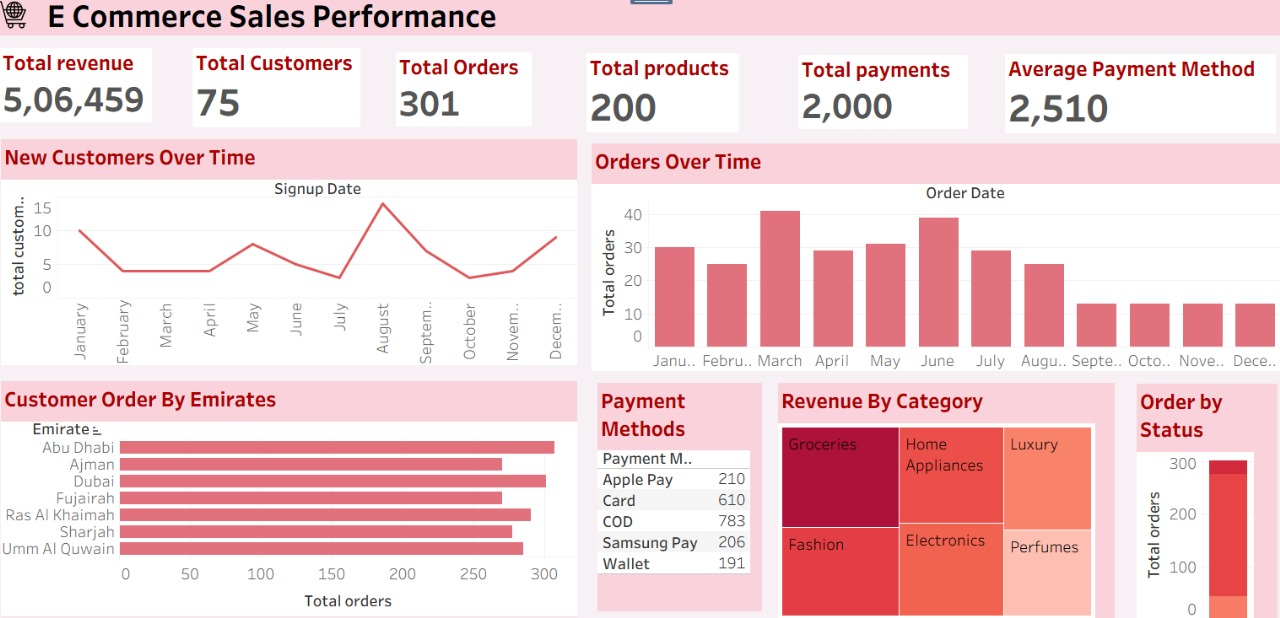 E Commerce Sales Performance
Total revenue
5,06,459
Total Customers
75
Total Orders
301
Total products
200
Total payments
2,000
Average Payment Method
2,510
New Customers Over Time
Signup Date
total custom..
15
10
5
0
January
February
March
April
May
June
July
August
Septem..
October
Novem..
Decem..
Orders Over Time
Order Date
Total orders
40
30
20
10
0
Janu..
Febru..
March
April
May
June
July
Augu..
Septe..
Octo..
Nove..
Dece..
Customer Order By Emirates
Emirate
Abu Dhabi
Ajman
Dubai
Fujairah
Ras Al Khaimah
Sharjah
Umm Al Quwain
0 50 100 150 200 250 300
Total orders
Payment
Methods
Payment M..
Apple Pay 210
Card 610
COD 783
Samsung Pay 206
Wallet 191
Revenue By Category
Groceries
Fashion
Home
Appliances
Electronics
Luxury
Perfumes
Order by
Status
Total orders
300
200
100
0